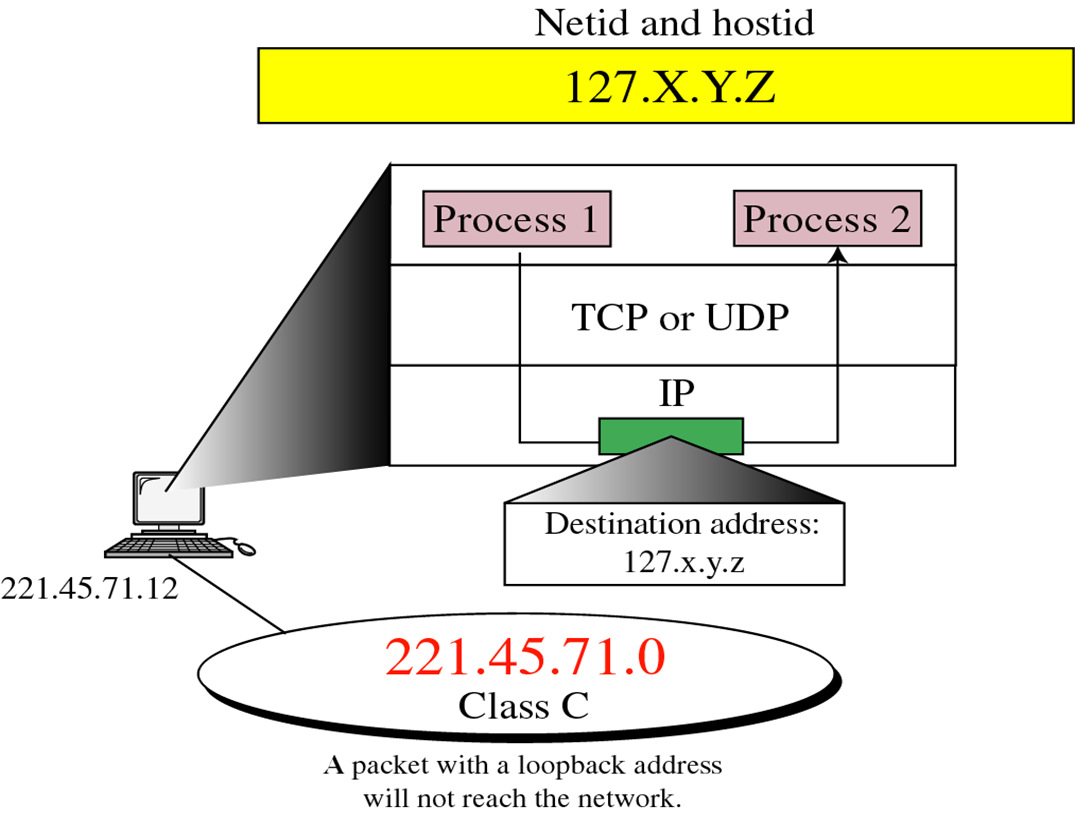 Netid and hostid
127.X.Y.Z
Process 1
Process 2
TCP or UDP
IP
Destination address:
127.x.y.z
221.45.71.12
221.45.71.0
Class C
A packet with a loopback address
will not reach the network.